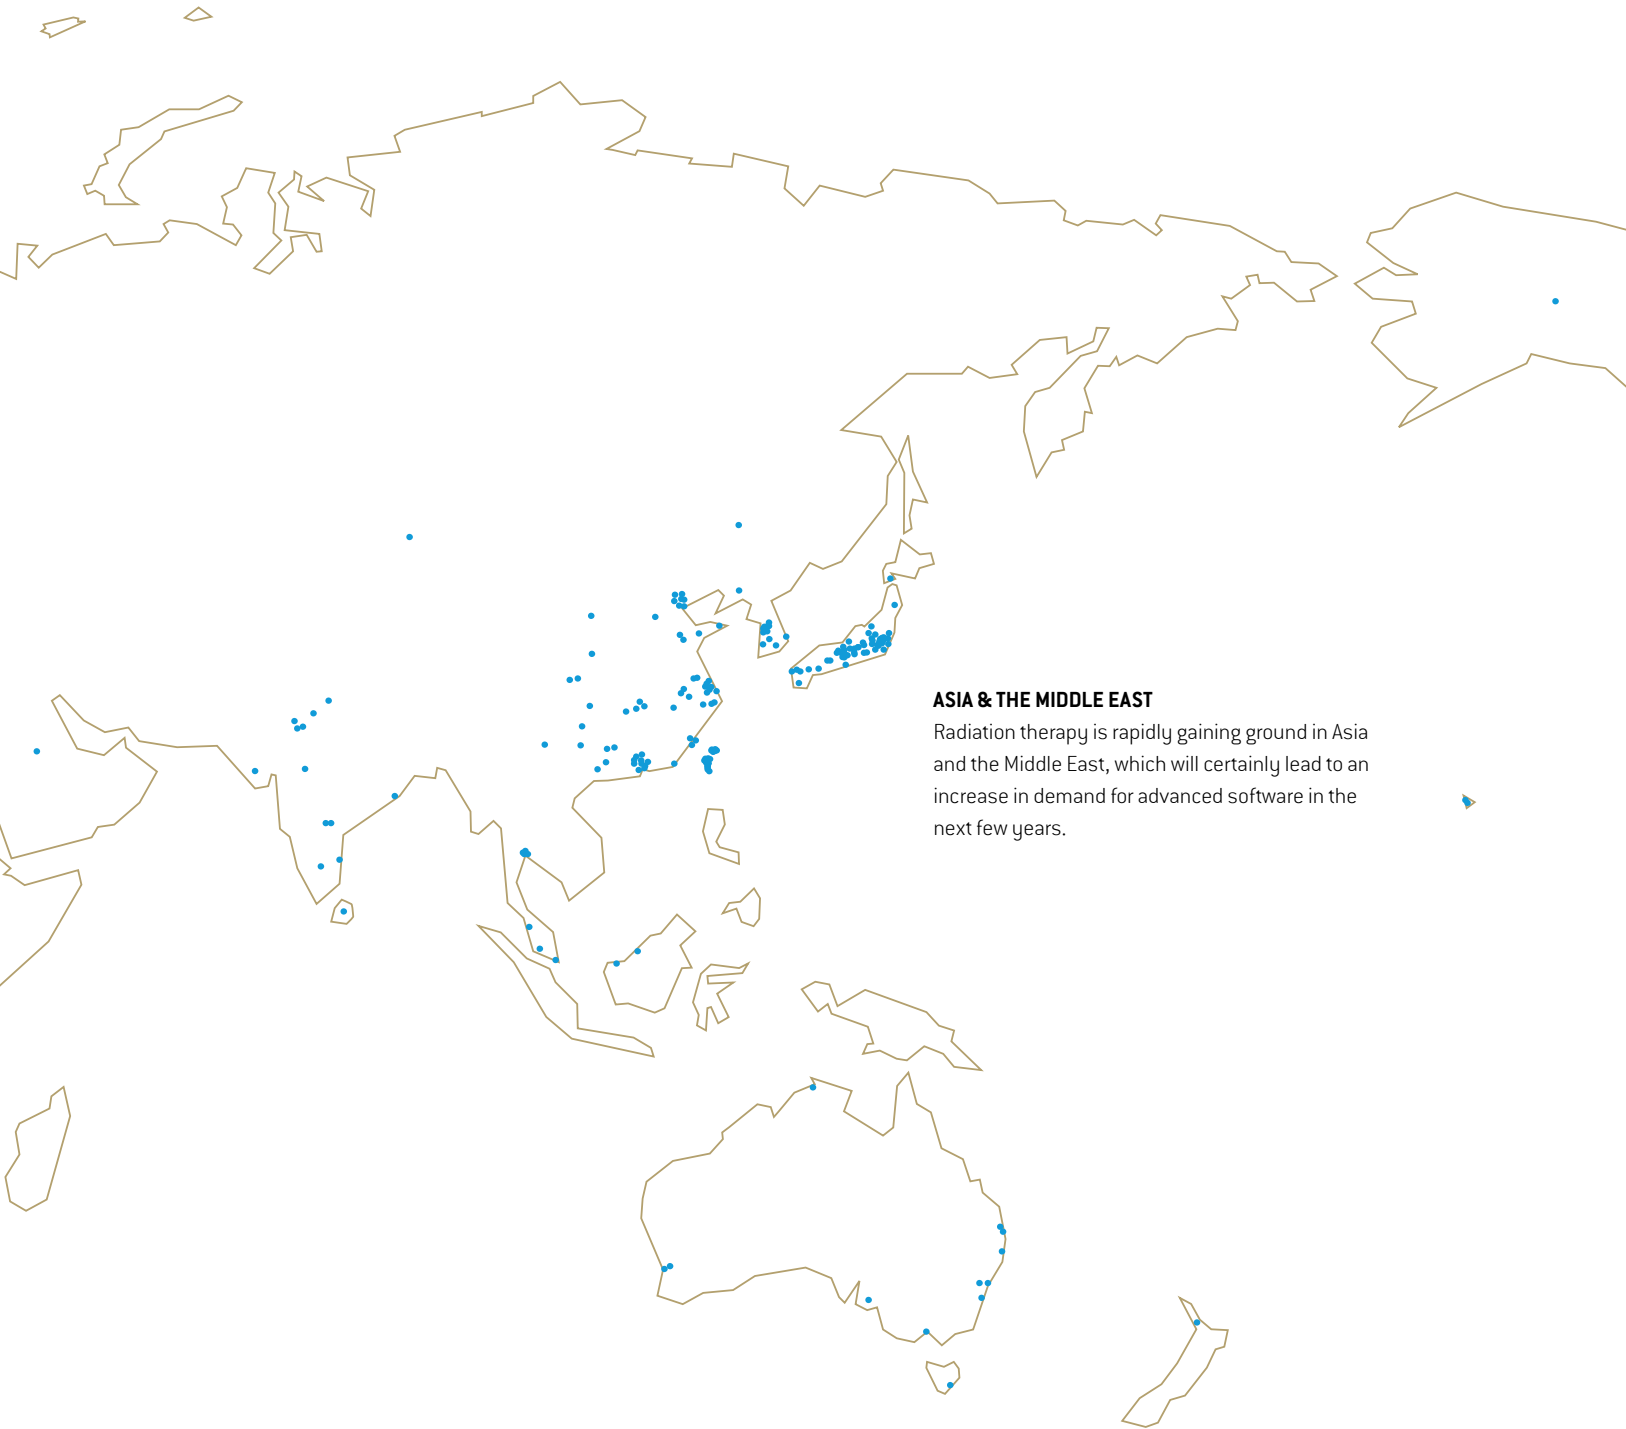 ASIA & THE MIDDLE EAST
Radiation therapy is rapidly gaining ground in Asia
and the Middle East, which will certainly lead to an
increase in demand for advanced software in the
next few years.